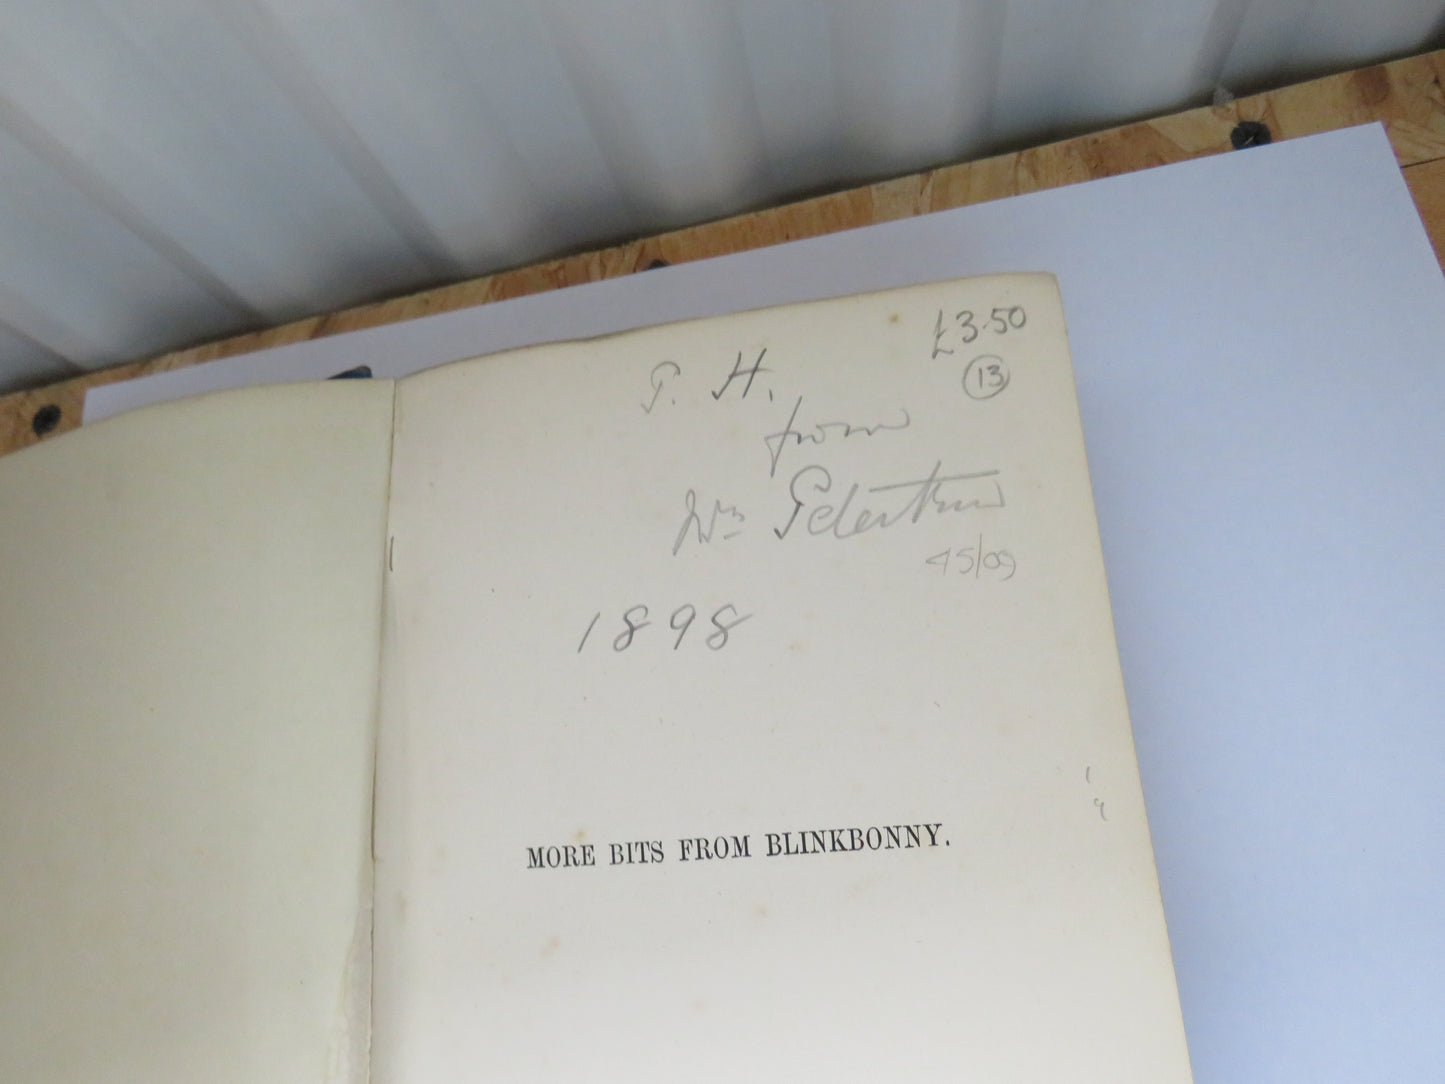 £3.50
13
P. H.
from
45/09
1898
MORE BITS FROM BLINKBONNY.